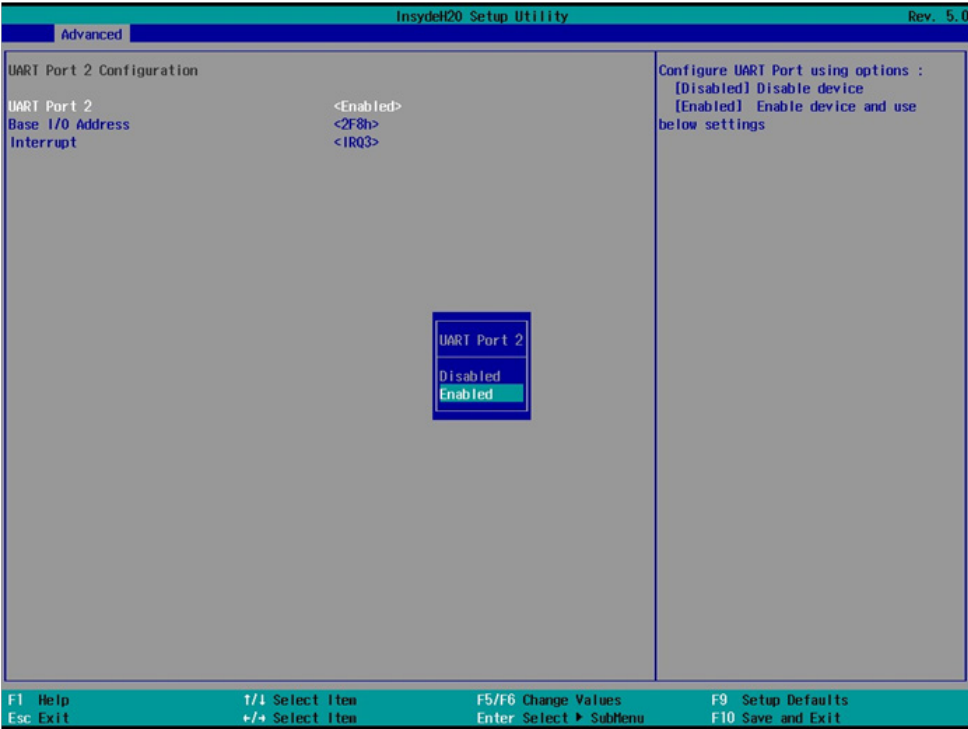 InsydeH20 Setup Utility Rev. 5.0
Advanced
UART Port 2 Configuration
UART Port 2 <Enabled>
Base I/O Address <2F8h>
Interrupt <IRQ3>
Configure UART Port using options :
[Disabled] Disable device
[Enabled] Enable device and use
below settings
UART Port 2
Disabled
Enabled
F1 Help ↑/↓ Select Item F5/F6 Change Values F9 Setup Defaults
Esc Exit ←/→ Select Item Enter Select ▶ SubMenu F10 Save and Exit